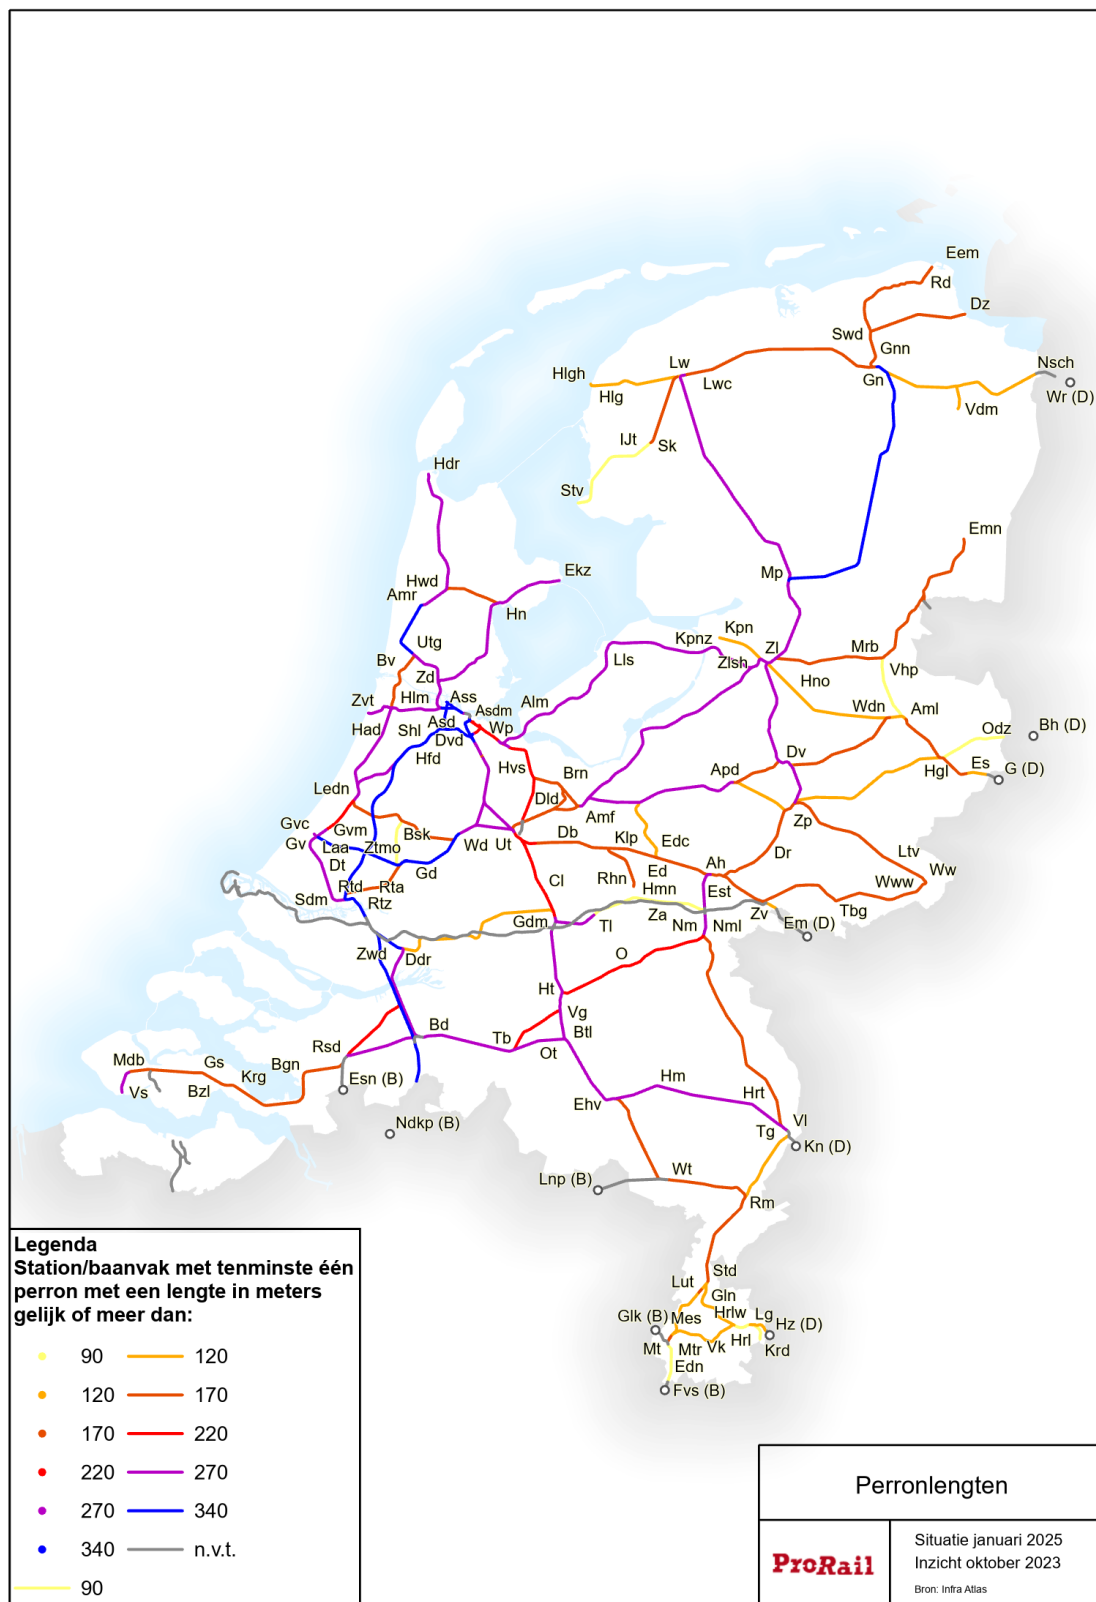 Eem
Rd
Dz
Swd
Gnn
Lw
Nsch
Hlgh
Lwc
Gn
Hlg
Wr (D)
Vdm
IJt
Sk
Hdr
Stv
Emn
Ekz
Mp
Hwd
Amr
Hn
Kpn
Kpnz
Utg
Zl
Mrb
Bv
Lls
Zlsh
Vhp
Zd
Hno
Hlm
Ass
Zvt
Alm
Wdn
Aml
Asdm
Had
Shl
Asd
Wp
Odz
Bh (D)
Dvd
Hfd
Dv
Hvs
Brn
Apd
Hgl
Es
G (D)
Ledn
Dld
Gvc
Gvm
Bsk
Amf
Zp
Gv
Laa
Ztmo
Wd
Ut
Db
Klp
Edc
Dr
Ltv
Dt
Gd
Ed
Ah
Ww
Rtd
Rta
Cl
Rhn
Hmn
Est
Www
Sdm
Rtz
Gdm
Tl
Za
Nm
Nml
Zv
Tbg
Em (D)
Zwd
Ddr
O
Ht
Vg
Bd
Tb
Btl
Rsd
Ot
Mdb
Gs
Bgn
Krg
Hm
Vs
Bzl
Esn (B)
Hrt
Ehv
Vl
Ndkp (B)
Tg
Kn (D)
Wt
Lnp (B)
Rm
Std
Lut
Gln
Glk (B)
Mes
Hrlw
Lg
Hz (D)
Mt
Mtr
Vk
Hrl
Krd
Edn
Fvs (B)
Legenda
Station/baanvak met tenminste één
perron met een lengte in meters
gelijk of meer dan:
90 120
120 170
170 220
220 270
270 340
340 n.v.t.
90
Perronlengten
ProRail
Situatie januari 2025
Inzicht oktober 2023
Bron: Infra Atlas